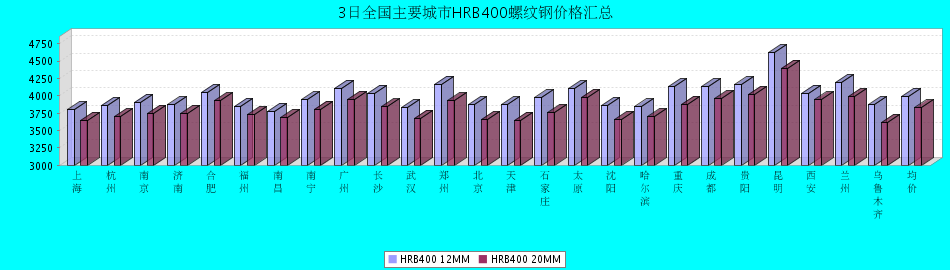 3日全国主要城市HRB400螺纹钢价格汇总
4750
4500
4250
4000
3750
3500
3250
3000
上海
杭州
南京
济南
合肥
福州
南昌
南宁
广州
长沙
武汉
郑州
北京
天津
石家庄
太原
沈阳
哈尔滨
重庆
成都
贵阳
昆明
西安
兰州
乌鲁木齐
均价
HRB400 12MM
HRB400 20MM